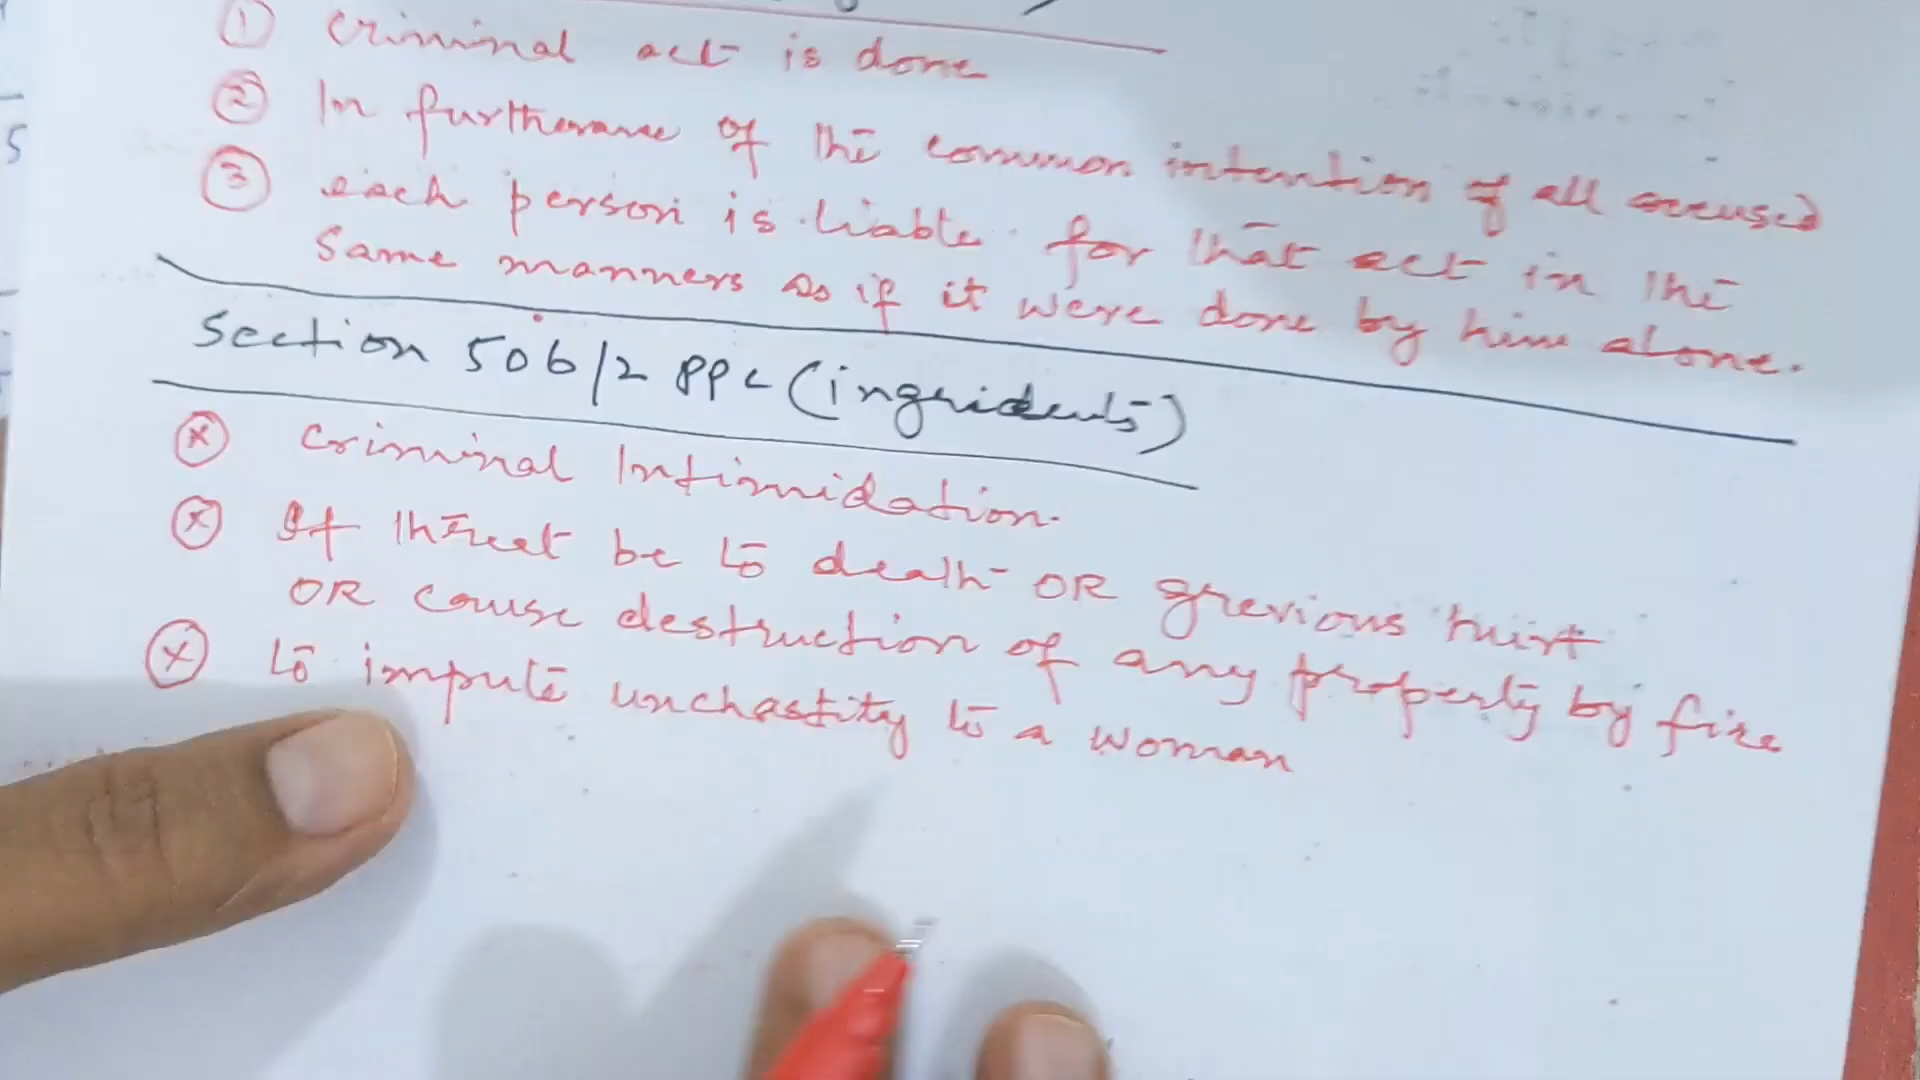 ① criminal act is done
② In furtherance of the common intention of all accused
③ each person is liable for that act in the
same manners as if it were done by him alone.
Section 506/2 PPC (ingridents)
criminal Intimidation.
If threat be to death OR grevious hurt
OR cause destruction of any property by fire
to impute unchastity to a woman